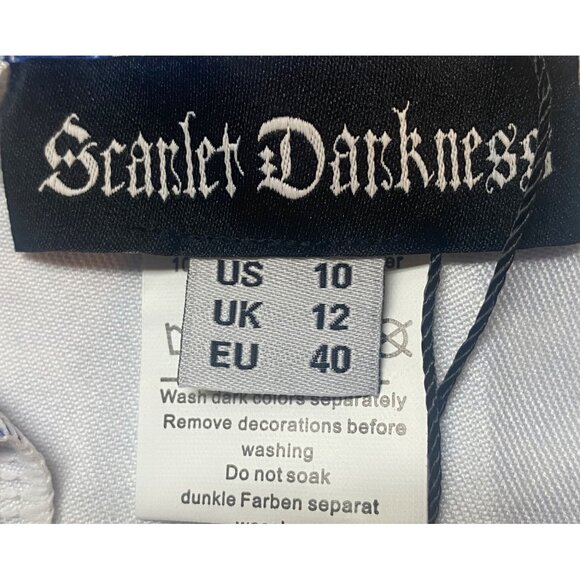 Scarlet Darkness
US 10
UK 12
EU 40
Wash dark colors separately
Remove decorations before
washing
Do not soak
dunkle Farben separat